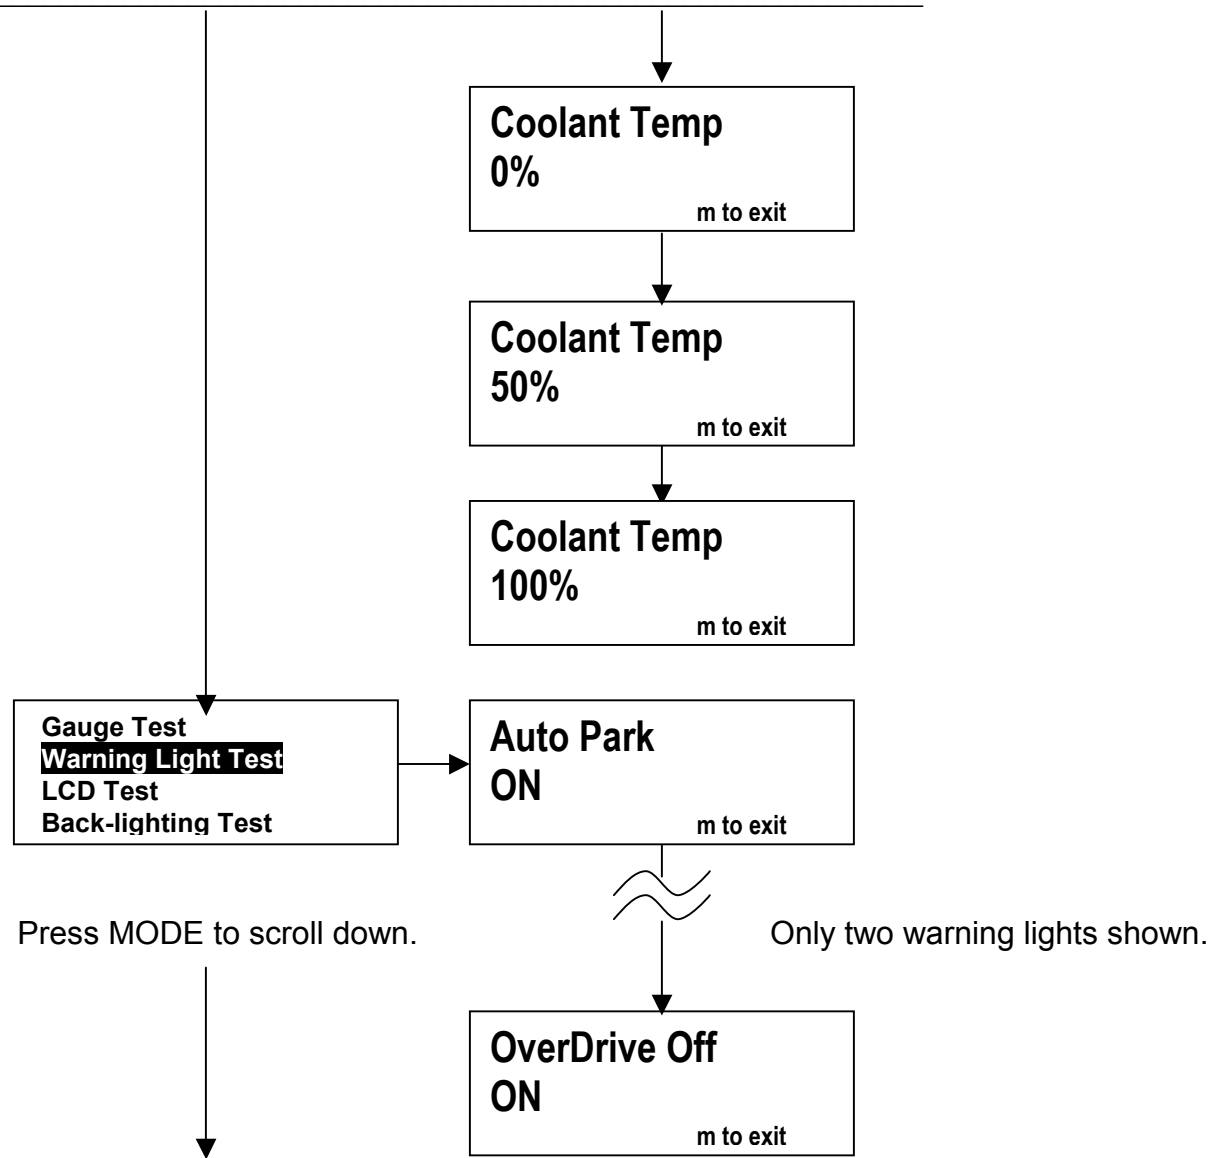 Coolant Temp
0%
m to exit
Coolant Temp
50%
m to exit
Coolant Temp
100%
m to exit
Gauge Test
Warning Light Test
LCD Test
Back-lighting Test
Auto Park
ON
m to exit
Press MODE to scroll down.
Only two warning lights shown.
OverDrive Off
ON
m to exit